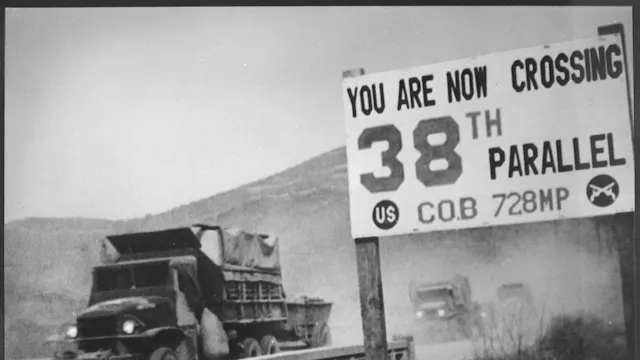 YOU ARE NOW CROSSING
38TH
PARALLEL
US CO.B 728MP